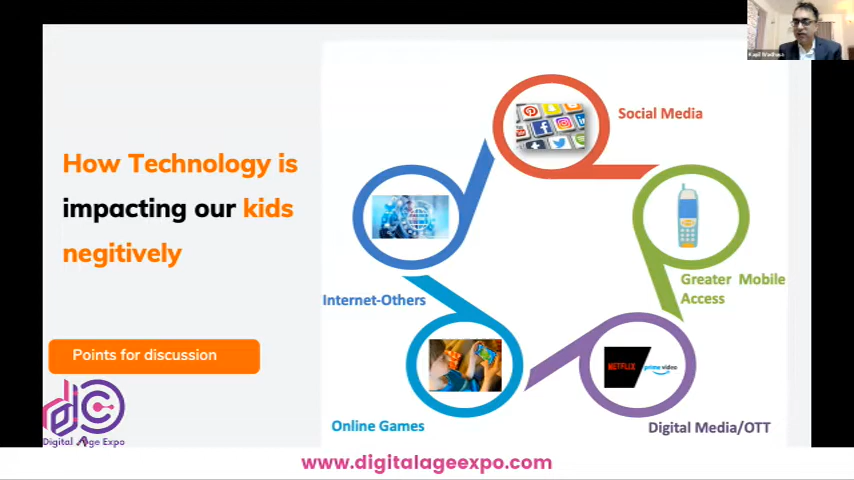 How Technology is
impacting our kids
negitively
Points for discussion
Digital Age Expo
Social Media
Greater Mobile
Access
NETFLIX
prime video
Digital Media/OTT
Online Games
Internet-Others
www.digitalageexpo.com